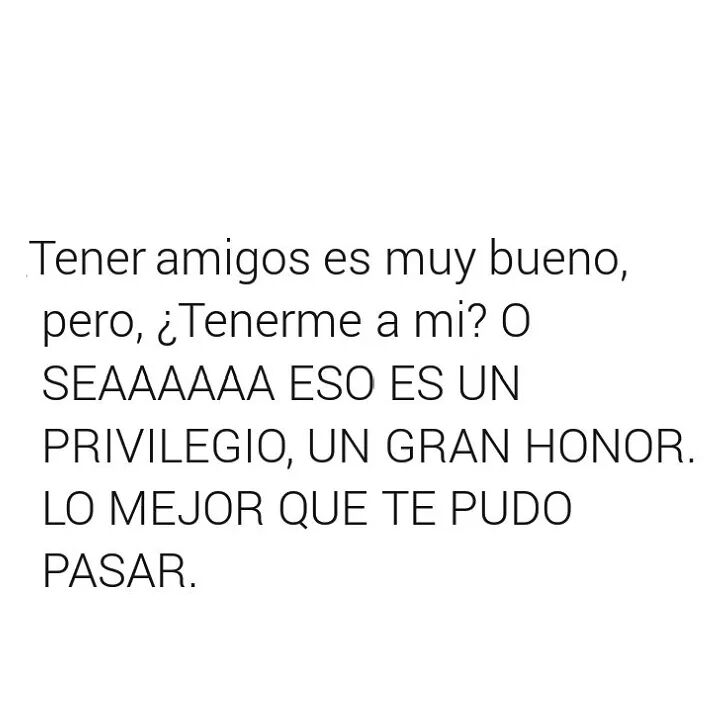 Tener amigos es muy bueno,
pero, ¿Tenerme a mi? O
SEAAAAAA ESO ES UN
PRIVILEGIO, UN GRAN HONOR.
LO MEJOR QUE TE PUDO
PASAR.